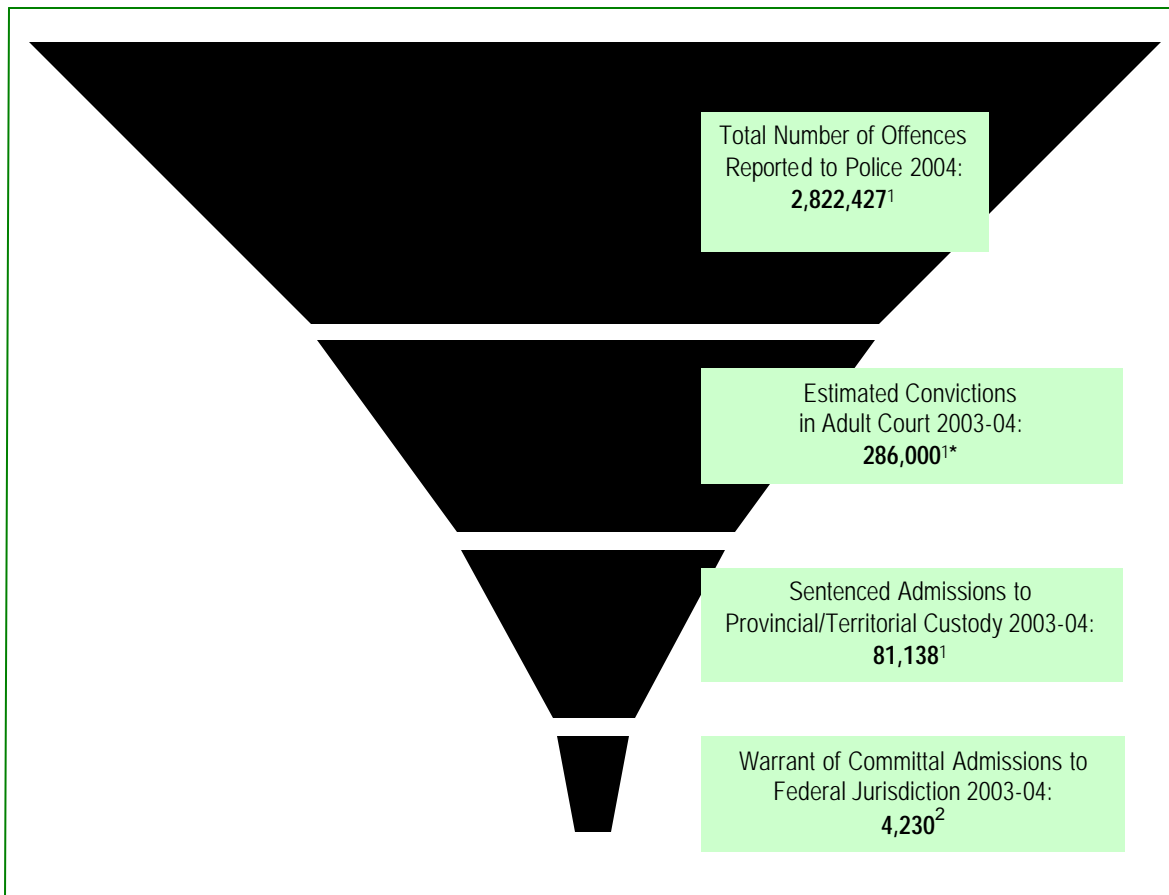 Total Number of Offences
Reported to Police 2004:
2,822,427¹
Estimated Convictions
in Adult Court 2003-04:
286,000¹*
Sentenced Admissions to
Provincial/Territorial Custody 2003-04:
81,138¹
Warrant of Committal Admissions to
Federal Jurisdiction 2003-04:
4,230²